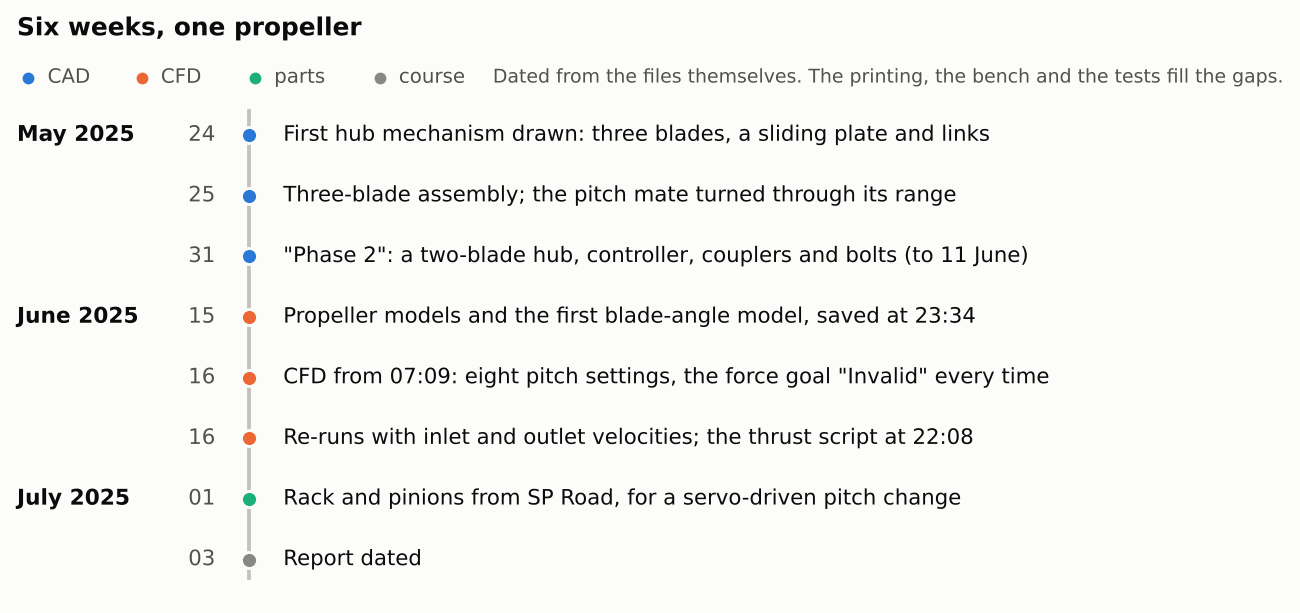 Six weeks, one propeller
CAD CFD parts course Dated from the files themselves. The printing, the bench and the tests fill the gaps.
May 2025 24 First hub mechanism drawn: three blades, a sliding plate and links
25 Three-blade assembly; the pitch mate turned through its range
31 "Phase 2": a two-blade hub, controller, couplers and bolts (to 11 June)
June 2025 15 Propeller models and the first blade-angle model, saved at 23:34
16 CFD from 07:09: eight pitch settings, the force goal "Invalid" every time
16 Re-runs with inlet and outlet velocities; the thrust script at 22:08
July 2025 01 Rack and pinions from SP Road, for a servo-driven pitch change
03 Report dated